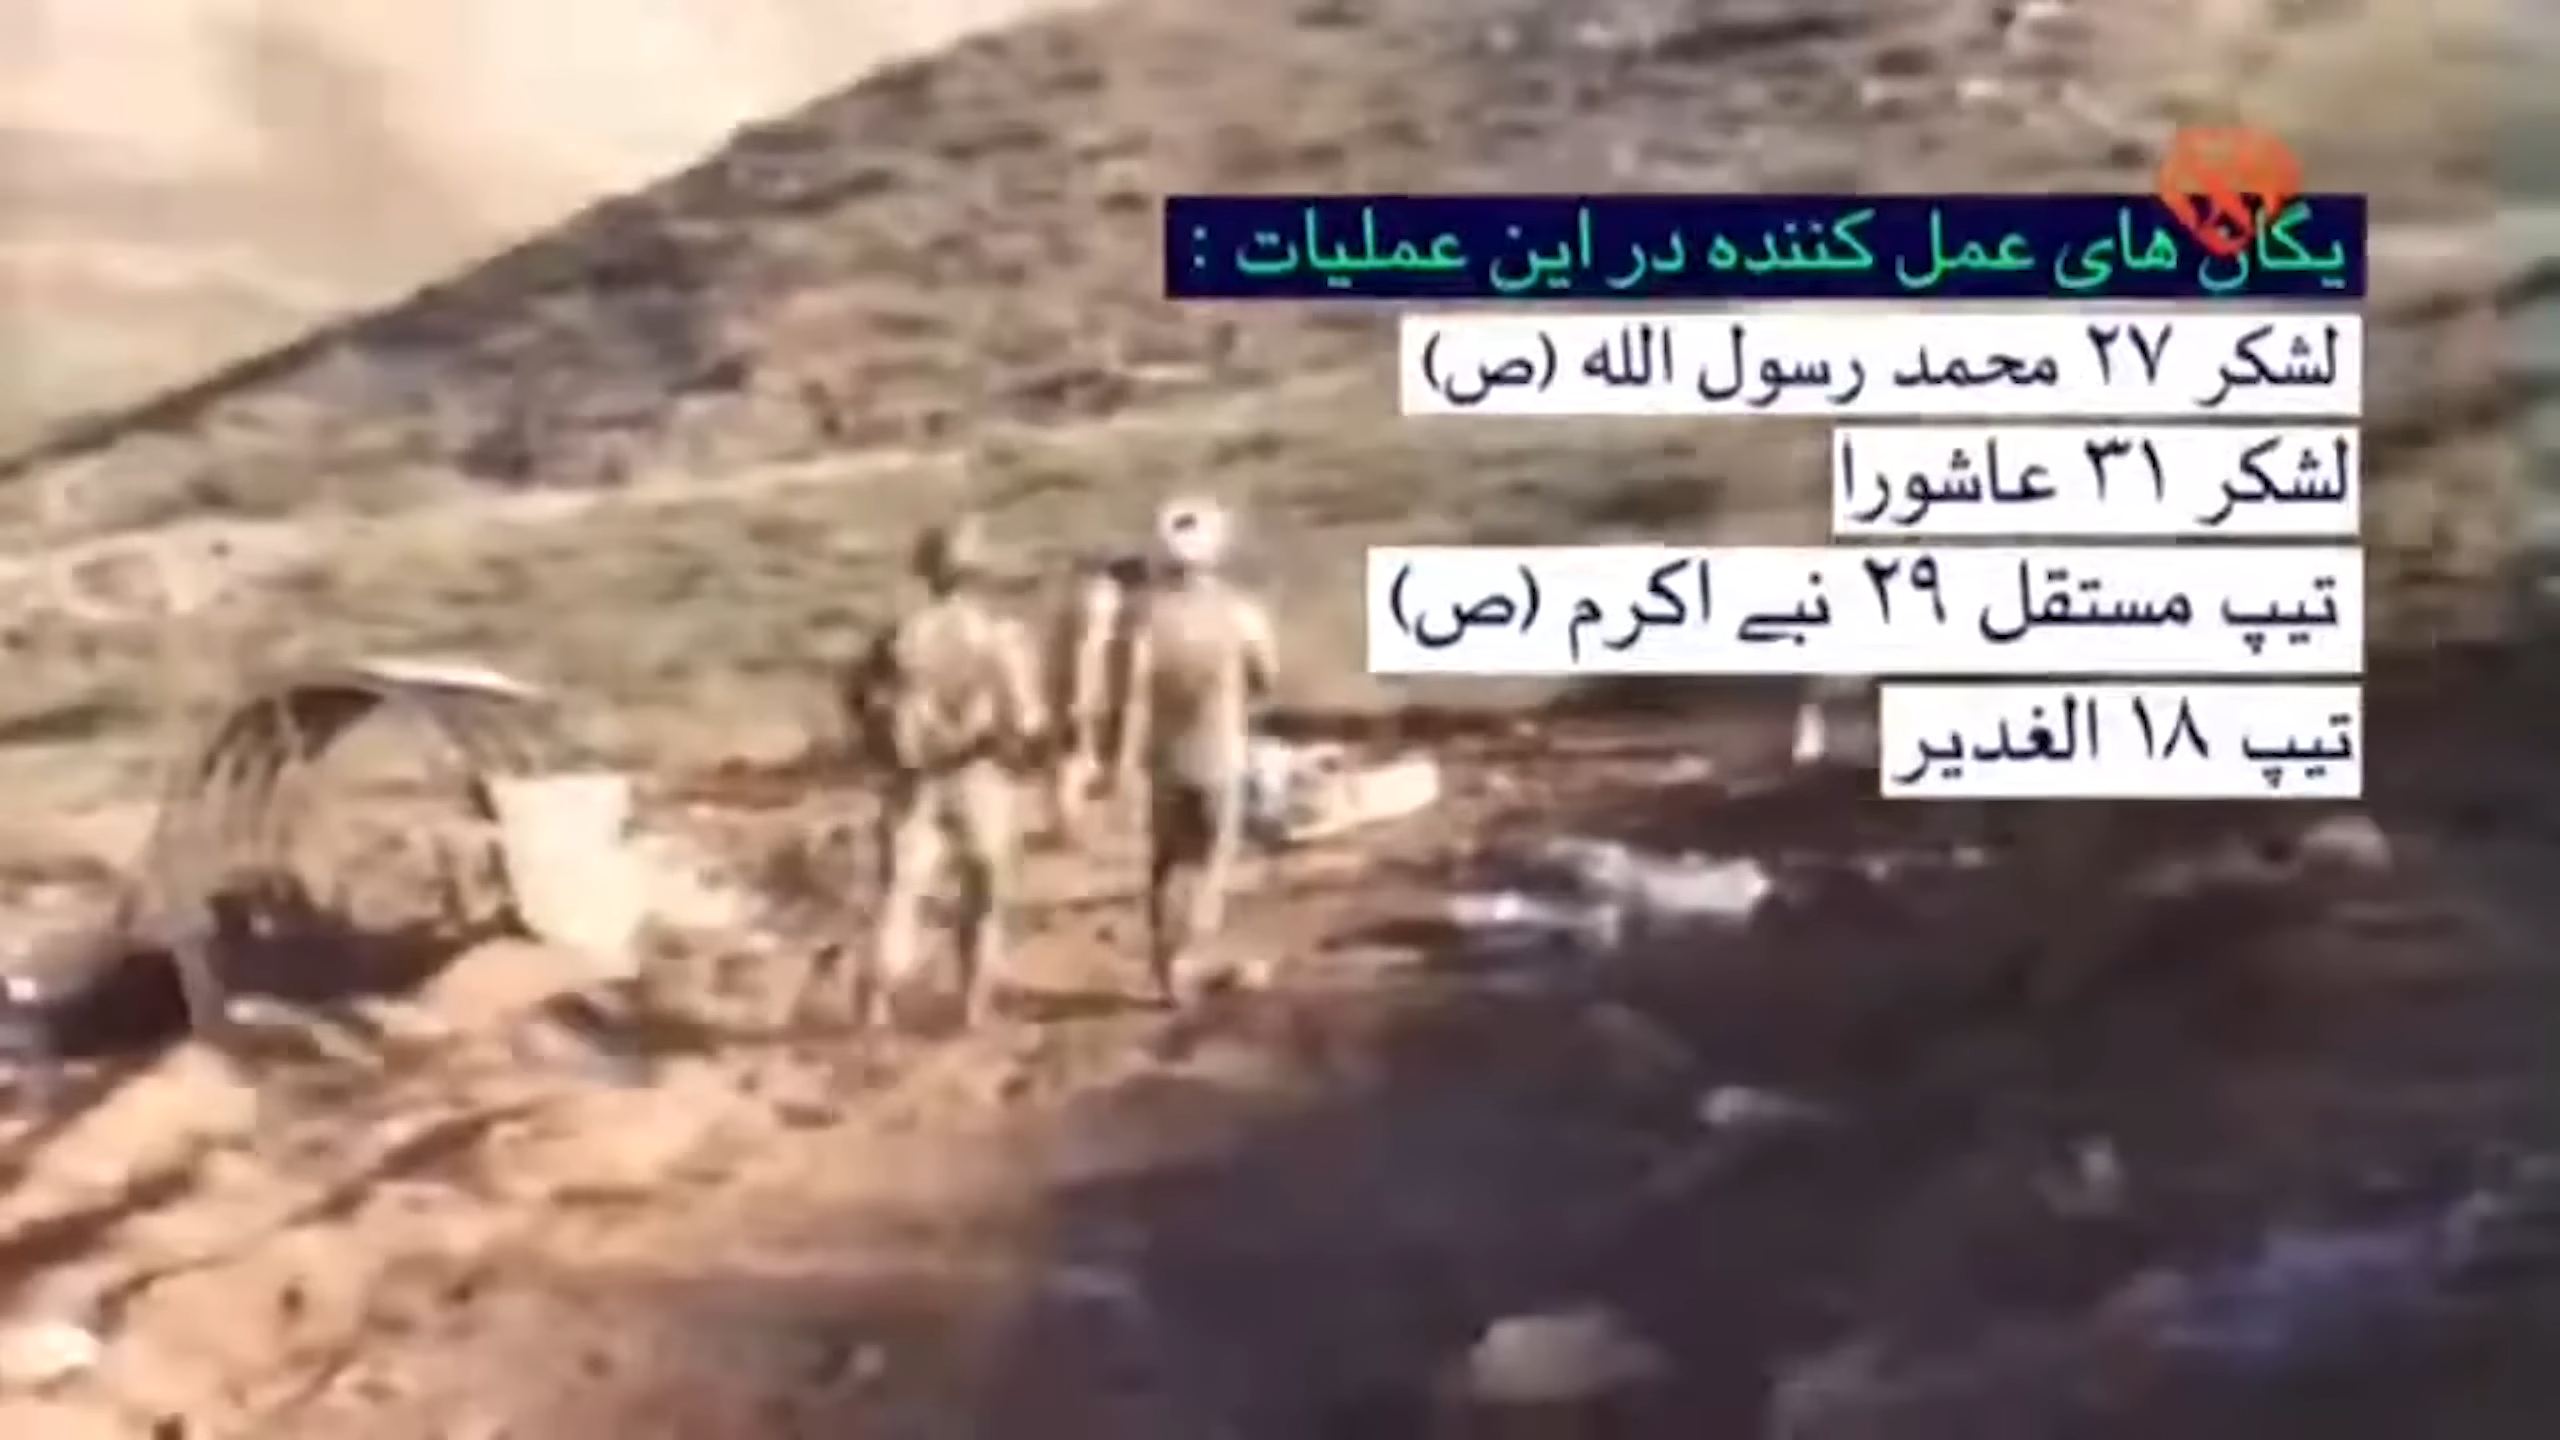 یگان های عمل کننده در این عملیات :
لشکر ۲۷ محمد رسول الله (ص)
لشکر ۳۱ عاشورا
تیپ مستقل ۲۹ نبے اکرم (ص)
تیپ ۱۸ الغدیر